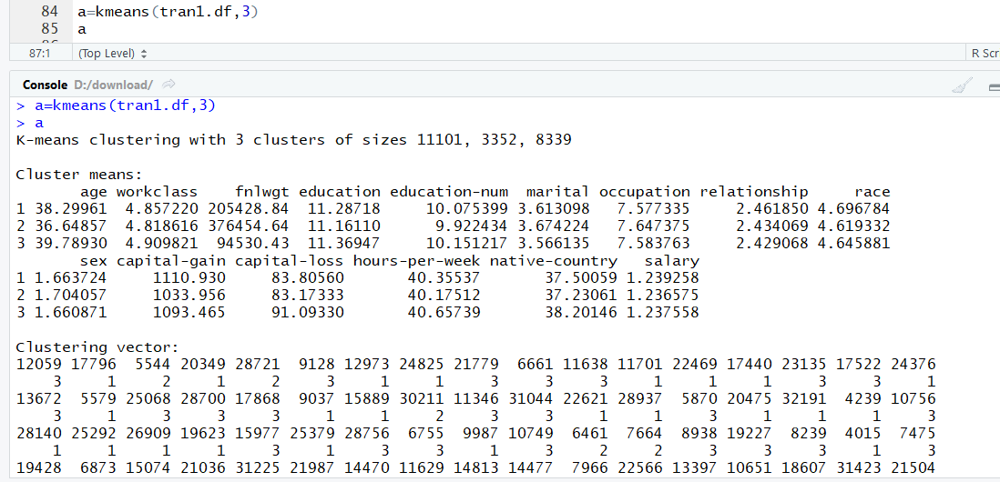 84 a=kmeans(tran1.df,3)
85 a
87:1 (Top Level) R Scr
Console D:/download/
> a=kmeans(tran1.df,3)
> a
K-means clustering with 3 clusters of sizes 11101, 3352, 8339
Cluster means:
age workclass fnlwgt education education-num marital occupation relationship race
1 38.29961 4.857220 205428.84 11.28718 10.075399 3.613098 7.577335 2.461850 4.696784
2 36.64857 4.818616 376454.64 11.16110 9.922434 3.674224 7.647375 2.434069 4.619332
3 39.78930 4.909821 94530.43 11.36947 10.151217 3.566135 7.583763 2.429068 4.645881
sex capital-gain capital-loss hours-per-week native-country salary
1 1.663724 1110.930 83.80560 40.35537 37.50059 1.239258
2 1.704057 1033.956 83.17333 40.17512 37.23061 1.236575
3 1.660871 1093.465 91.09330 40.65739 38.20146 1.237558
Clustering vector:
12059 17796 5544 20349 28721 9128 12973 24825 21779 6661 11638 11701 22469 17440 23135 17522 24376
3 1 2 1 2 3 1 1 3 3 3 1 1 1 3 3 1
13672 5579 25068 28700 17868 9037 15889 30211 11346 31044 22621 28937 5870 20475 32191 4239 10756
3 1 3 3 3 1 1 2 3 3 1 1 3 1 1 1 3
28140 25292 26909 19623 15977 25379 28756 6755 9987 10749 6461 7664 8938 19227 8239 4015 7475
1 1 1 1 3 1 3 3 1 3 2 2 3 3 3 1 3
19428 6873 15074 21036 31225 21987 14470 11629 14813 14477 7966 22566 13397 10651 18607 31423 21504